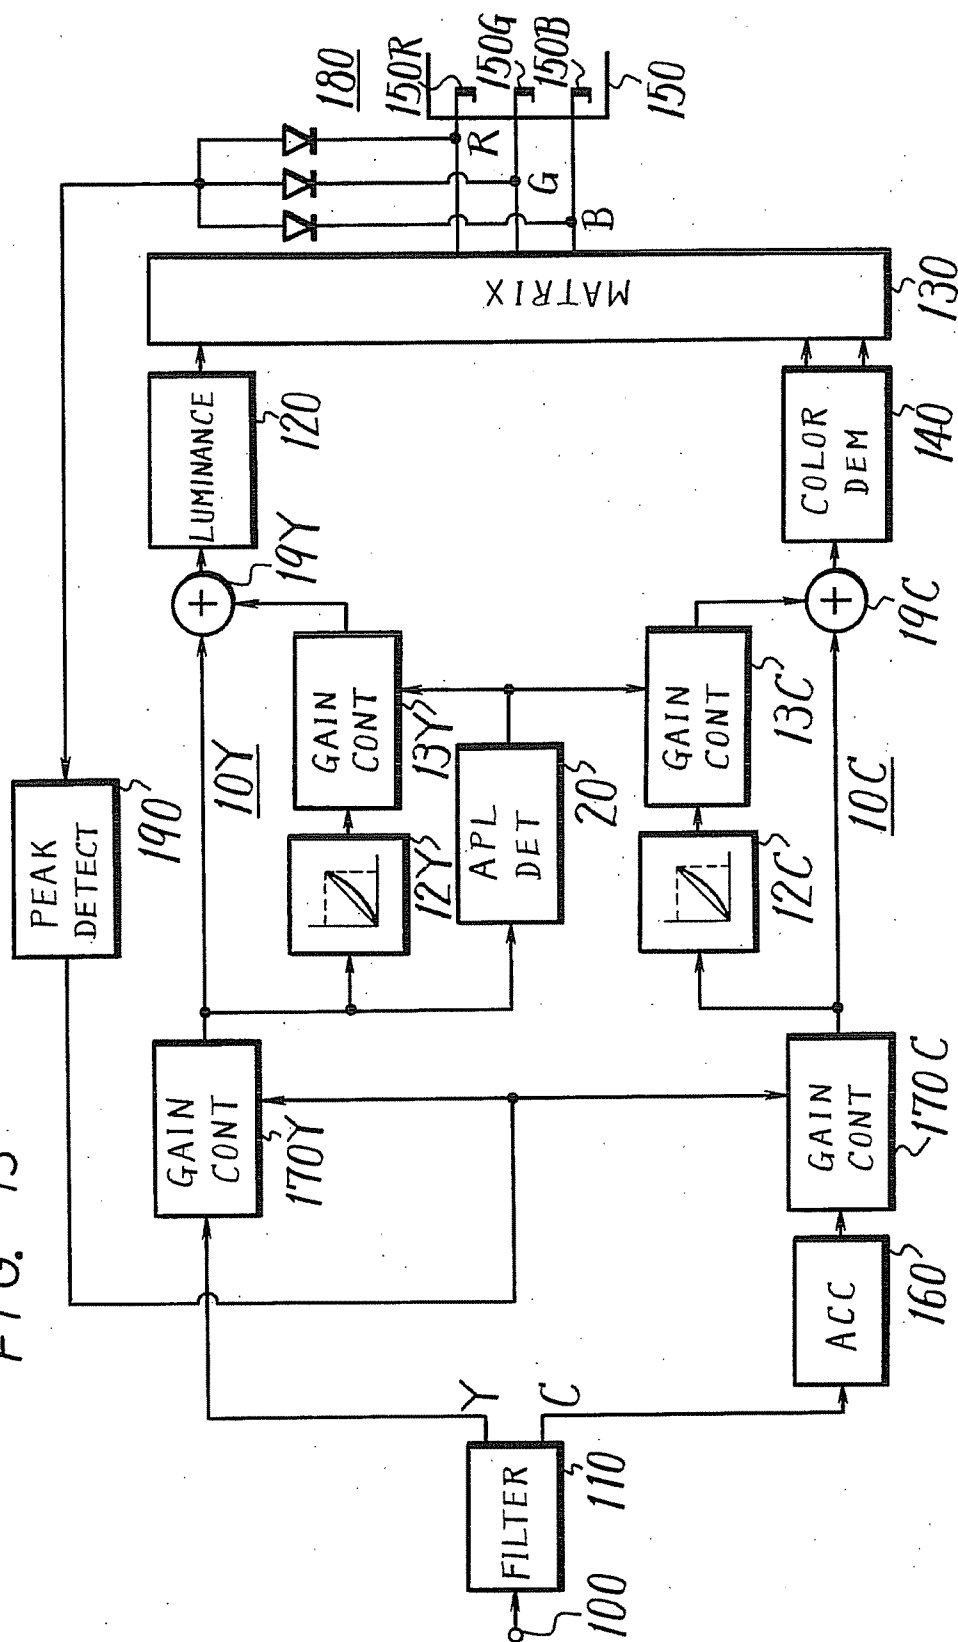 FIG. 15
PEAK
DETECT
190
180
150R
150G
150B
150
R
G
B
GAIN
CONT
170Y
10Y
19Y
LUMINANCE
120
MATRIX
130
12Y
GAIN
CONT
13Y
APL
DET
20
12C
GAIN
CONT
13C
10C
19C
COLOR
DEM
140
100
FILTER
110
Y
C
ACC
160
GAIN
CONT
170C